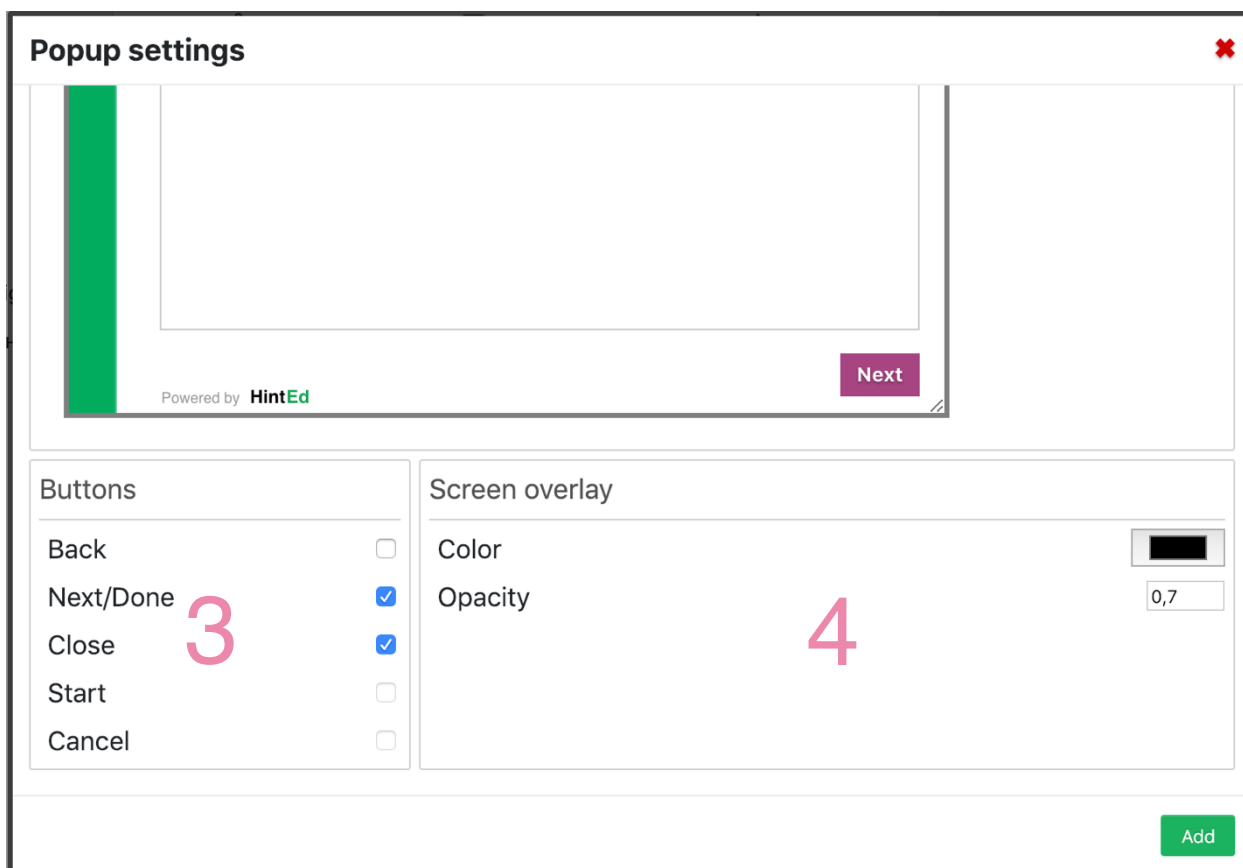 Popup settings
Next
Powered by HintEd
Buttons
Back
Next/Done
Close
Start
Cancel
3
Screen overlay
Color
Opacity 0,7
4
Add